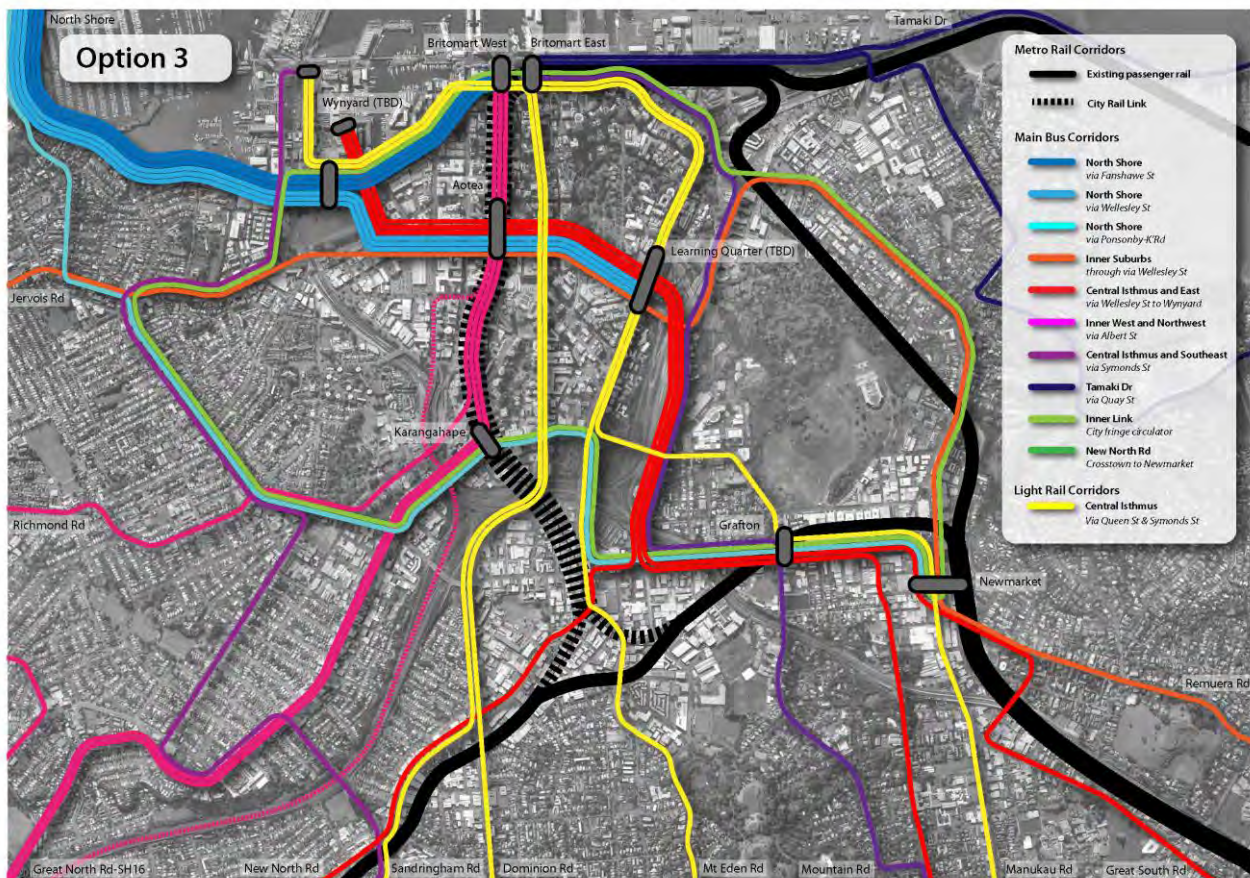 North Shore
Option 3
Britomart West
Britomart East
Tamaki Dr
Wynyard (TBD)
Aotea
Learning Quarter (TBD)
Jervois Rd
Karangahape
Richmond Rd
Grafton
Newmarket
Remuera Rd
Great North Rd-SH16
New North Rd
Sandringham Rd
Dominion Rd
Mt Eden Rd
Mountain Rd
Manukau Rd
Great South Rd
Metro Rail Corridors
Existing passenger rail
City Rail Link
Main Bus Corridors
North Shore
via Fanshawe St
North Shore
via Wellesley St
North Shore
via Ponsonby-K'Rd
Inner Suburbs
through via Wellesley St
Central Isthmus and East
via Wellesley St to Wynyard
Inner West and Northwest
via Albert St
Central Isthmus and Southeast
via Symonds St
Tamaki Dr
via Quay St
Inner Link
City fringe circulator
New North Rd
Crosstown to Newmarket
Light Rail Corridors
Central Isthmus
Via Queen St & Symonds St